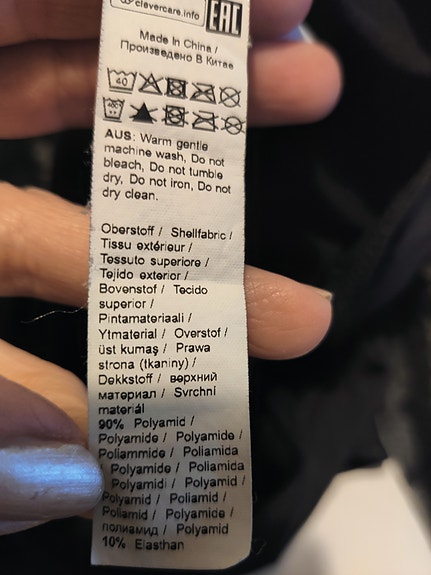 clevercare.info
EAC
Made In China /
Произведено В Китае
40
AUS: Warm gentle
machine wash, Do not
bleach, Do not tumble
dry, Do not iron, Do not
dry clean.
Oberstoff / Shellfabric /
Tissu extérieur /
Tessuto superiore /
Tejido exterior /
Bovenstof / Tecido
superior /
Pintamateriaali /
Ytmaterial / Overstof /
üst kumaş / Prawa
strona (tkaniny) /
Dekkstoff / верхний
материал / Svrchní
materiál
90% Polyamid /
Polyamide / Polyamide /
Poliammide / Poliamida
/ Polyamide / Poliamida
/ Polyamidi / Polyamid /
Polyamid / Poliamid /
Poliamid / Polyamide /
полиамид / Polyamid
10% Elasthan